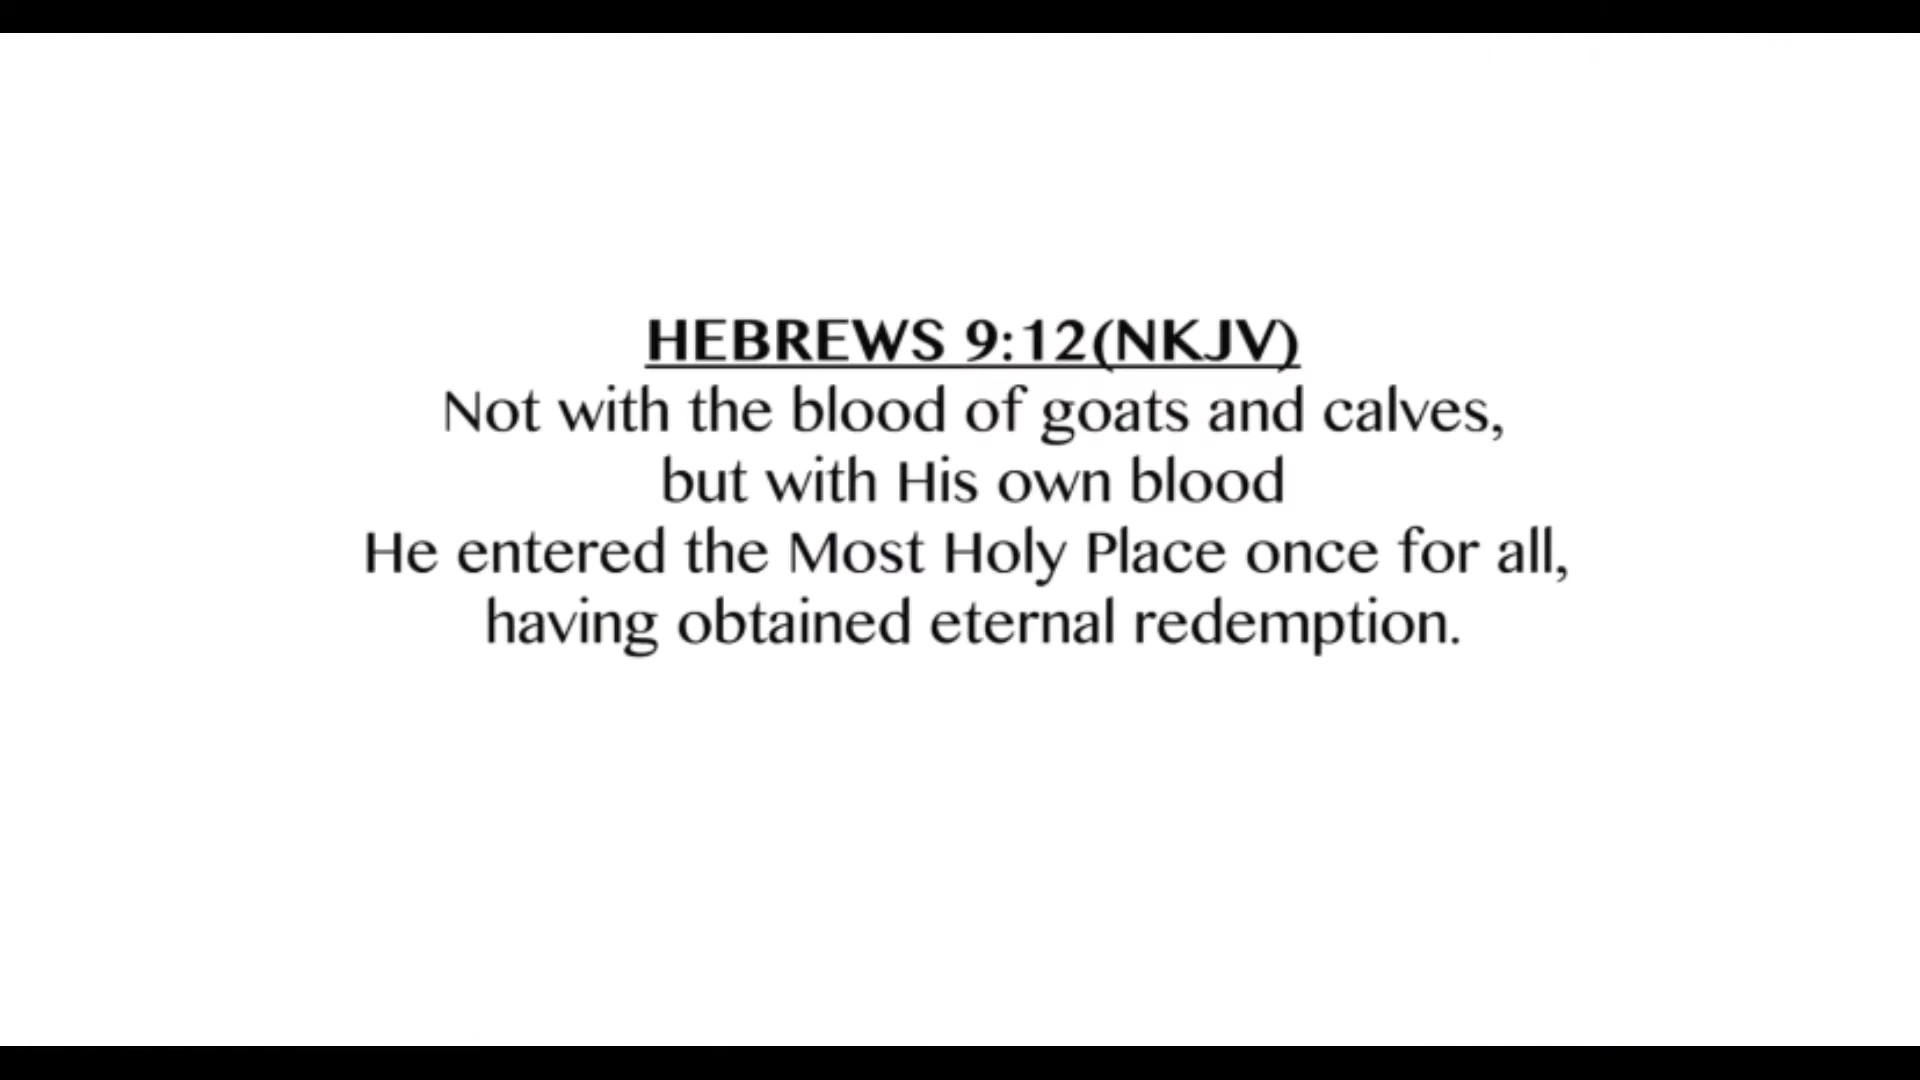 HEBREWS 9:12(NKJV)
Not with the blood of goats and calves,
but with His own blood
He entered the Most Holy Place once for all,
having obtained eternal redemption.